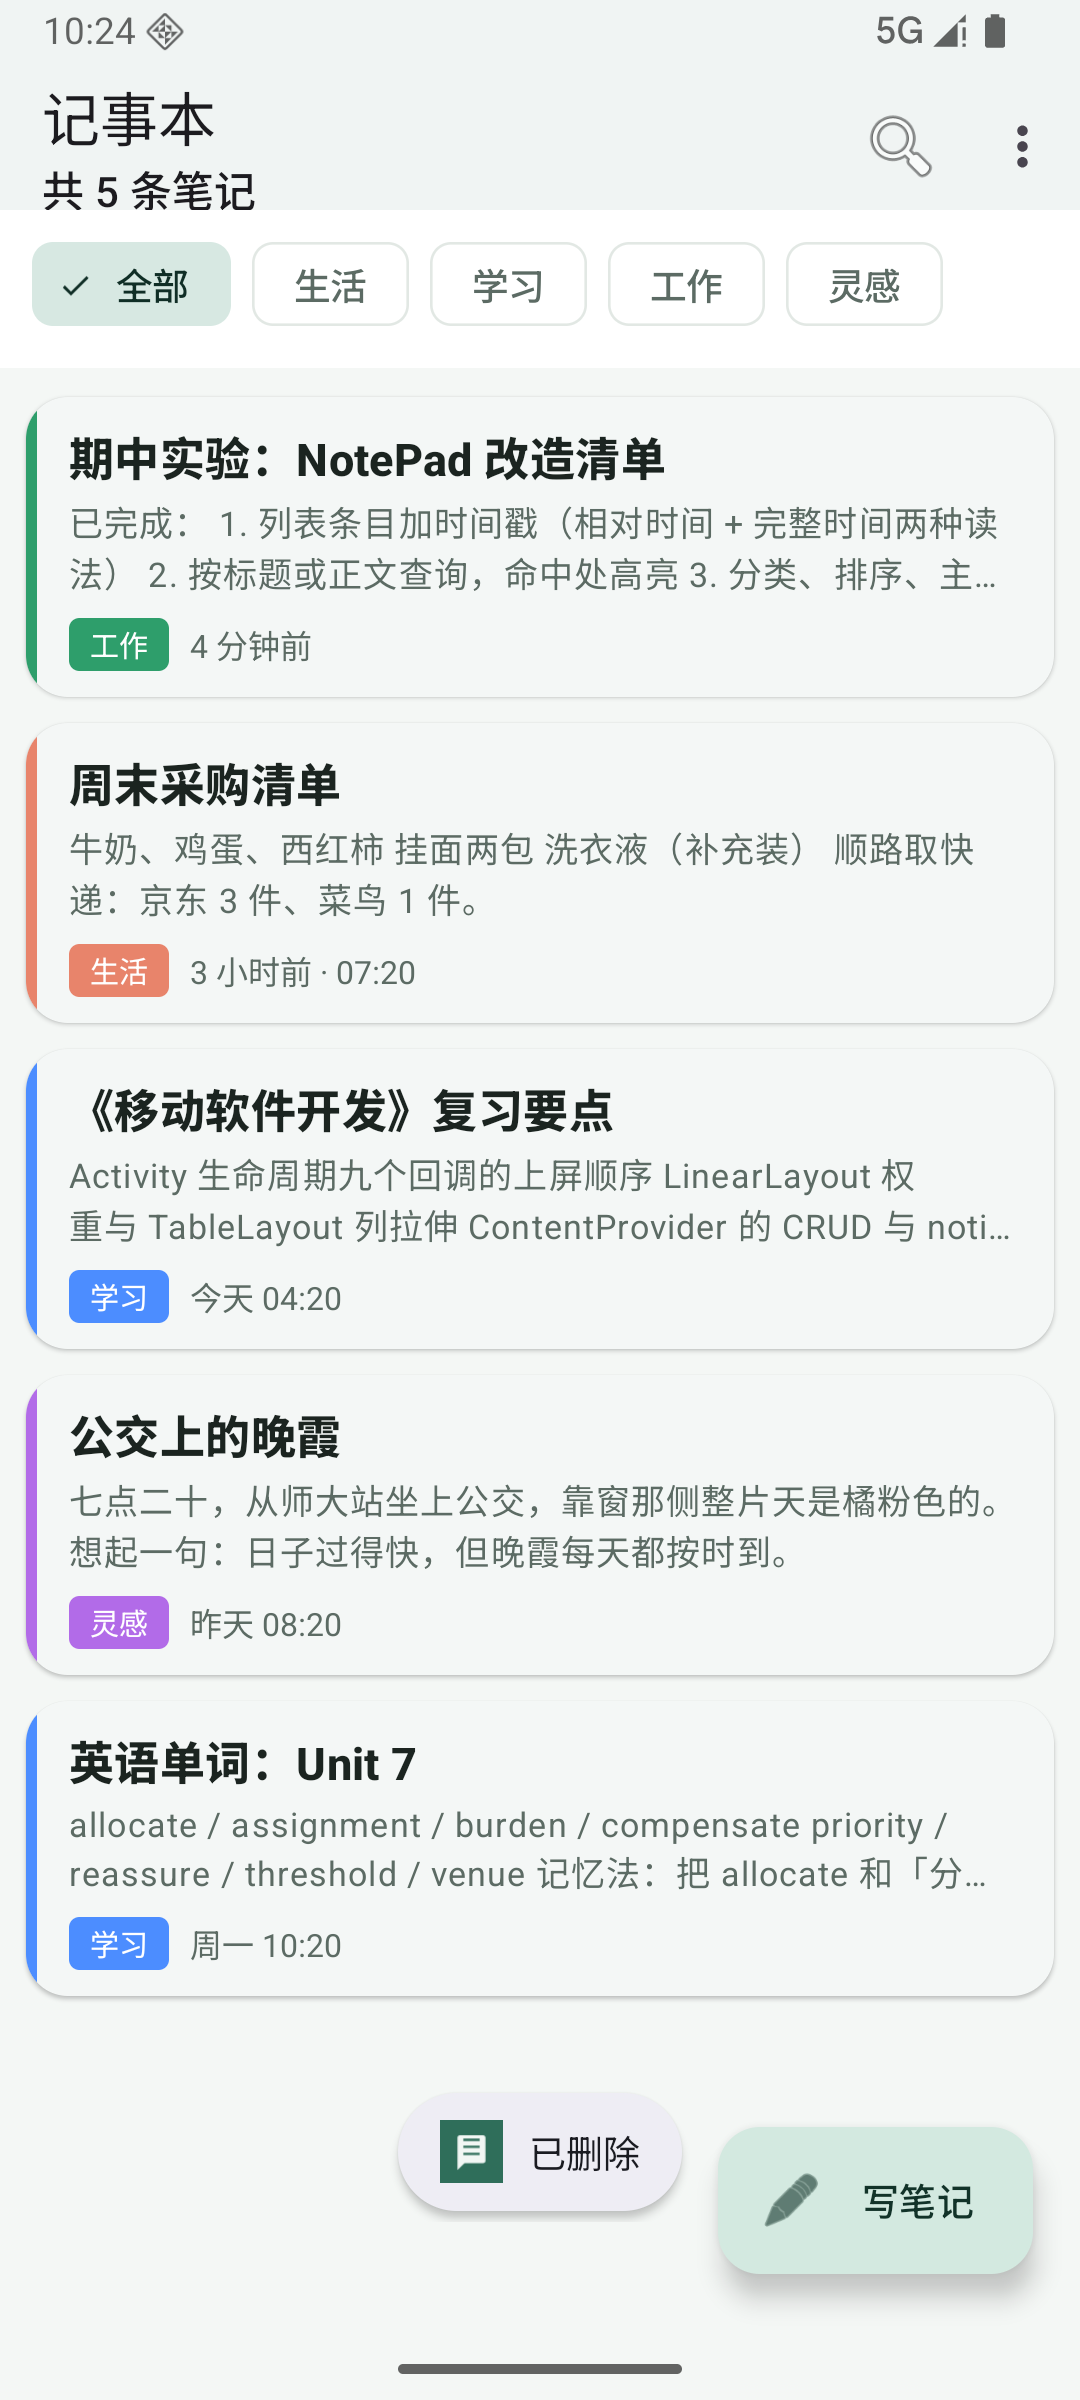 10:24
5G
记事本
共 5 条笔记
全部
生活
学习
工作
灵感
期中实验：NotePad 改造清单
已完成： 1. 列表条目加时间戳（相对时间 + 完整时间两种读
法） 2. 按标题或正文查询，命中处高亮 3. 分类、排序、主…
工作
4 分钟前
周末采购清单
牛奶、鸡蛋、西红柿 挂面两包 洗衣液（补充装） 顺路取快
递：京东 3 件、菜鸟 1 件。
生活
3 小时前 · 07:20
《移动软件开发》复习要点
Activity 生命周期九个回调的上屏顺序 LinearLayout 权
重与 TableLayout 列拉伸 ContentProvider 的 CRUD 与 noti…
学习
今天 04:20
公交上的晚霞
七点二十，从师大站坐上公交，靠窗那侧整片天是橘粉色的。
想起一句：日子过得快，但晚霞每天都按时到。
灵感
昨天 08:20
英语单词：Unit 7
allocate / assignment / burden / compensate priority /
reassure / threshold / venue 记忆法：把 allocate 和「分…
学习
周一 10:20
已删除
写笔记